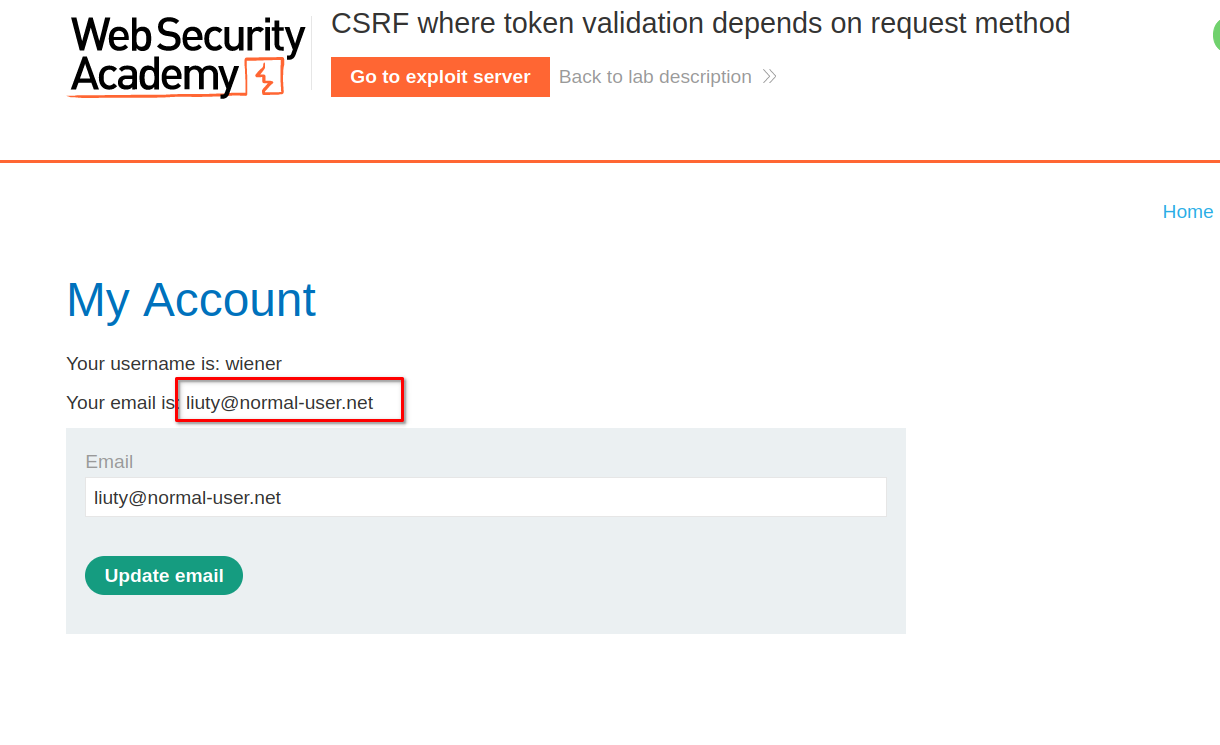 Web Security
Academy
CSRF where token validation depends on request method
Go to exploit server
Back to lab description
Home
My Account
Your username is: wiener
Your email is: liuty@normal-user.net
Email
liuty@normal-user.net
Update email